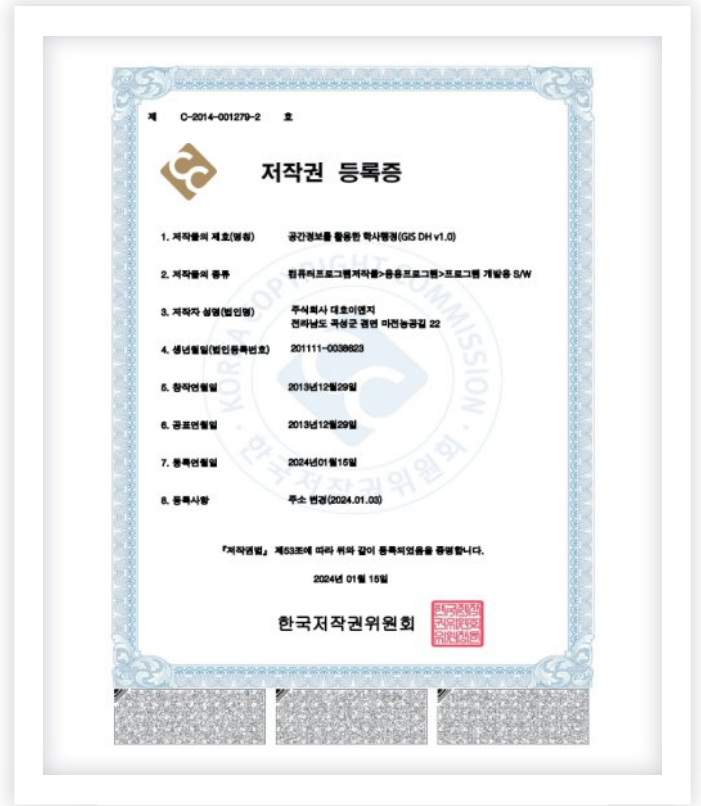 제 C-2014-001279-2 호
저작권 등록증
1. 저작물의 제호(명칭) 공간정보를 활용한 학사행정(GIS DH v1.0)
2. 저작물의 종류 컴퓨터프로그램저작물>응용프로그램>프로그램 개발용 S/W
3. 저작자 성명(법인명) 주식회사 대호이엔지
전라남도 곡성군 겸면 마전농공길 22
4. 생년월일(법인등록번호) 201111-0038623
5. 창작연월일 2013년12월29일
6. 공표연월일 2013년12월29일
7. 등록연월일 2024년01월15일
8. 등록사항 주소 변경(2024.01.03)
『저작권법』 제53조에 따라 위와 같이 등록되었음을 증명합니다.
2024년 01월 15일
한국저작권위원회
KOREA COPYRIGHT COMMISSION
한국저작권위원회